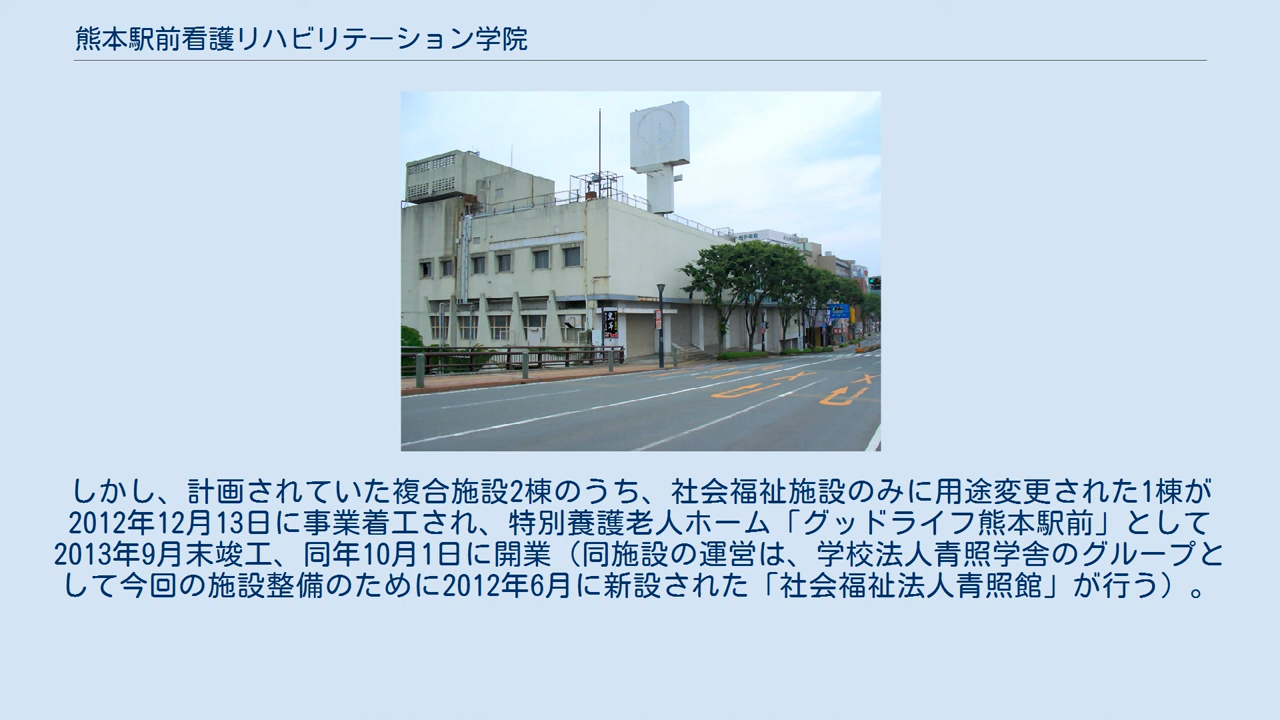 熊本駅前看護リハビリテーション学院
しかし、計画されていた複合施設2棟のうち、社会福祉施設のみに用途変更された1棟が
2012年12月13日に事業着工され、特別養護老人ホーム「グッドライフ熊本駅前」として
2013年9月末竣工、同年10月1日に開業（同施設の運営は、学校法人青照学舎のグループと
して今回の施設整備のために2012年6月に新設された「社会福祉法人青照館」が行う）。